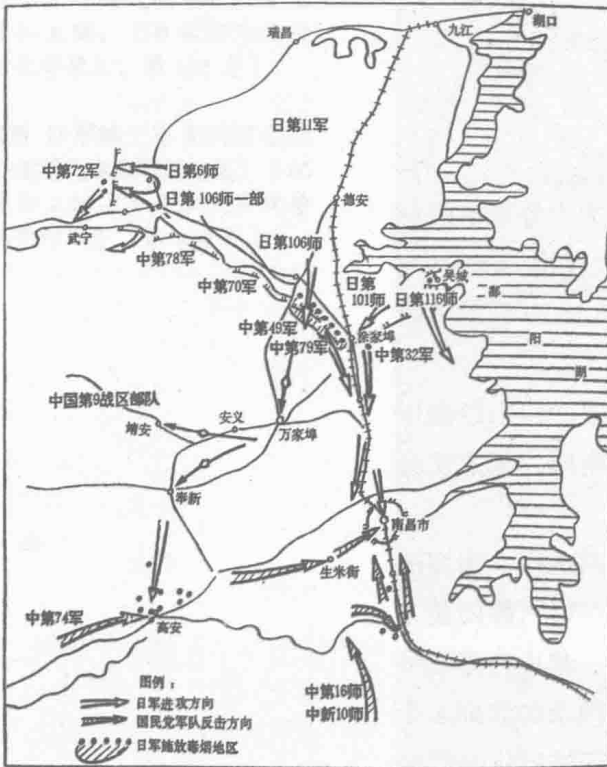 湖口
九江
瑞昌
日第11军
中第72军
日第6师
日第106师一部
德安
武宁
日第106师
中第78军
吴城
中第70军
日第
101师
日第116师
鄱
阳
湖
中第49军
中第79军
涂家埠
中第32军
中国第9战区部队
安义
靖安
万家埠
奉新
南昌市
生米街
中第74军
高安
中第16师
中新10师
图例：
日军进攻方向
国民党军队反击方向
日军施放毒烟地区